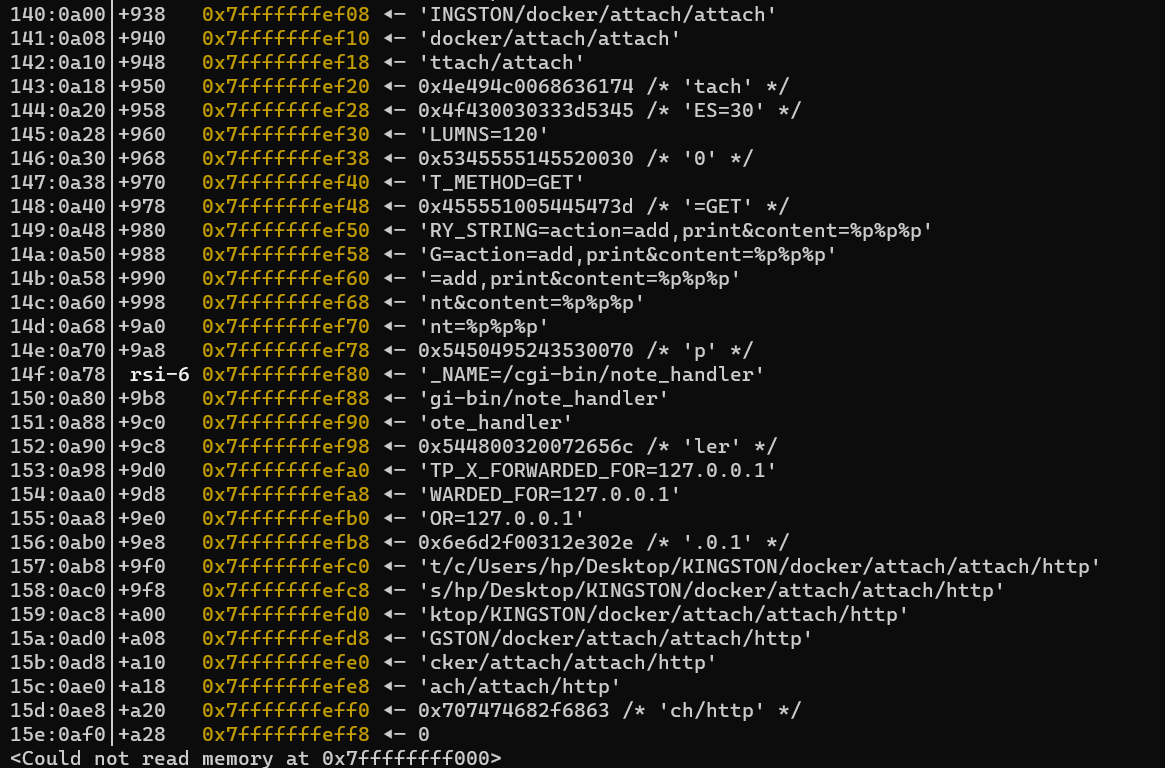 140:0a00│+938   0x7fffffffef08 ◂— 'INGSTON/docker/attach/attach'
141:0a08│+940   0x7fffffffef10 ◂— 'docker/attach/attach'
142:0a10│+948   0x7fffffffef18 ◂— 'ttach/attach'
143:0a18│+950   0x7fffffffef20 ◂— 0x4e494c0068636174 /* 'tach' */
144:0a20│+958   0x7fffffffef28 ◂— 0x4f430030333d5345 /* 'ES=30' */
145:0a28│+960   0x7fffffffef30 ◂— 'LUMNS=120'
146:0a30│+968   0x7fffffffef38 ◂— 0x5345555145520030 /* '0' */
147:0a38│+970   0x7fffffffef40 ◂— 'T_METHOD=GET'
148:0a40│+978   0x7fffffffef48 ◂— 0x455551005445473d /* '=GET' */
149:0a48│+980   0x7fffffffef50 ◂— 'RY_STRING=action=add,print&content=%p%p%p'
14a:0a50│+988   0x7fffffffef58 ◂— 'G=action=add,print&content=%p%p%p'
14b:0a58│+990   0x7fffffffef60 ◂— '=add,print&content=%p%p%p'
14c:0a60│+998   0x7fffffffef68 ◂— 'nt&content=%p%p%p'
14d:0a68│+9a0   0x7fffffffef70 ◂— 'nt=%p%p%p'
14e:0a70│+9a8   0x7fffffffef78 ◂— 0x5450495243530070 /* 'p' */
14f:0a78│ rsi-6 0x7fffffffef80 ◂— '_NAME=/cgi-bin/note_handler'
150:0a80│+9b8   0x7fffffffef88 ◂— 'gi-bin/note_handler'
151:0a88│+9c0   0x7fffffffef90 ◂— 'ote_handler'
152:0a90│+9c8   0x7fffffffef98 ◂— 0x544800320072656c /* 'ler' */
153:0a98│+9d0   0x7fffffffefa0 ◂— 'TP_X_FORWARDED_FOR=127.0.0.1'
154:0aa0│+9d8   0x7fffffffefa8 ◂— 'WARDED_FOR=127.0.0.1'
155:0aa8│+9e0   0x7fffffffefb0 ◂— 'OR=127.0.0.1'
156:0ab0│+9e8   0x7fffffffefb8 ◂— 0x6e6d2f00312e302e /* '.0.1' */
157:0ab8│+9f0   0x7fffffffefc0 ◂— 't/c/Users/hp/Desktop/KINGSTON/docker/attach/attach/http'
158:0ac0│+9f8   0x7fffffffefc8 ◂— 's/hp/Desktop/KINGSTON/docker/attach/attach/http'
159:0ac8│+a00   0x7fffffffefd0 ◂— 'ktop/KINGSTON/docker/attach/attach/http'
15a:0ad0│+a08   0x7fffffffefd8 ◂— 'GSTON/docker/attach/attach/http'
15b:0ad8│+a10   0x7fffffffefe0 ◂— 'cker/attach/attach/http'
15c:0ae0│+a18   0x7fffffffefe8 ◂— 'ach/attach/http'
15d:0ae8│+a20   0x7fffffffeff0 ◂— 0x707474682f6863 /* 'ch/http' */
15e:0af0│+a28   0x7fffffffeff8 ◂— 0
<Could not read memory at 0x7ffffffff000>